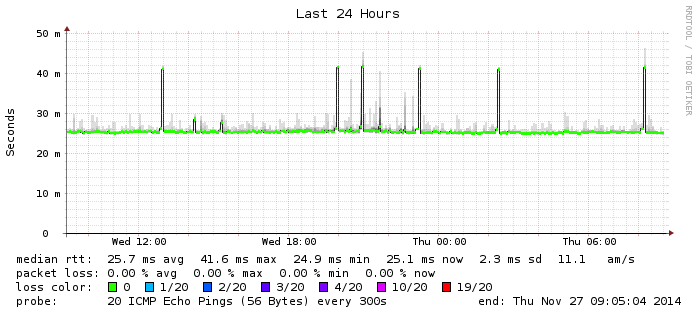 Last 24 Hours
RRDTOOL / TOBI OETIKER
Seconds
50 m
40 m
30 m
20 m
10 m
0
Wed 12:00 Wed 18:00 Thu 00:00 Thu 06:00
median rtt: 25.7 ms avg 41.6 ms max 24.9 ms min 25.1 ms now 2.3 ms sd 11.1 am/s
packet loss: 0.00 % avg 0.00 % max 0.00 % min 0.00 % now
loss color: 0 1/20 2/20 3/20 4/20 10/20 19/20
probe: 20 ICMP Echo Pings (56 Bytes) every 300s end: Thu Nov 27 09:05:04 2014